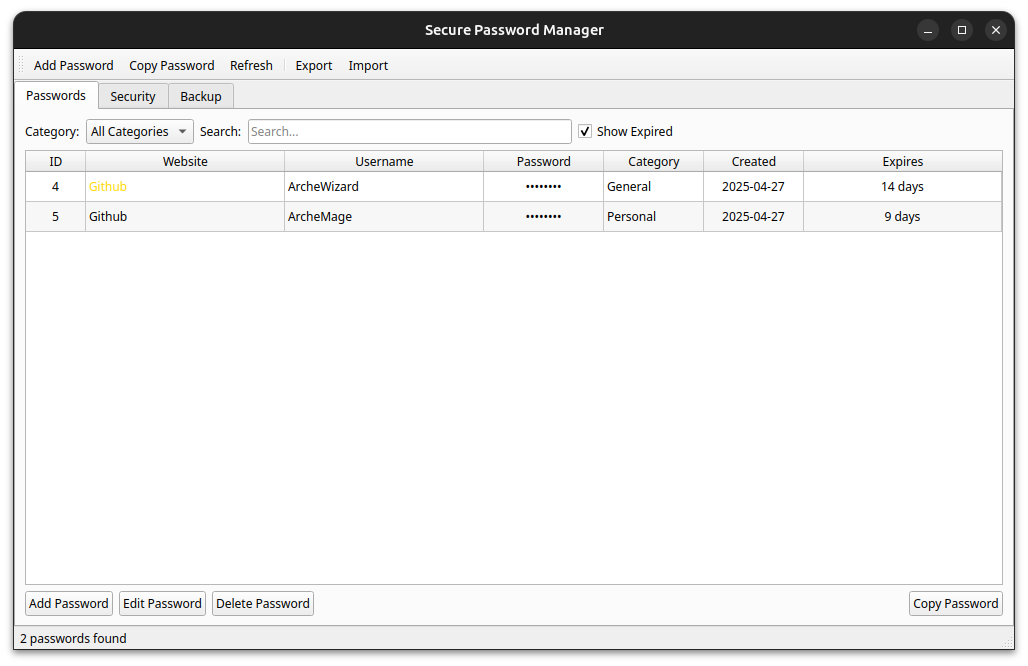 Secure Password Manager
Add Password Copy Password Refresh Export Import
Passwords Security Backup
Category: All Categories Search: Search... Show Expired
ID Website Username Password Category Created Expires
4 Github ArcheWizard •••••••• General 2025-04-27 14 days
5 Github ArcheMage •••••••• Personal 2025-04-27 9 days
Add Password Edit Password Delete Password Copy Password
2 passwords found